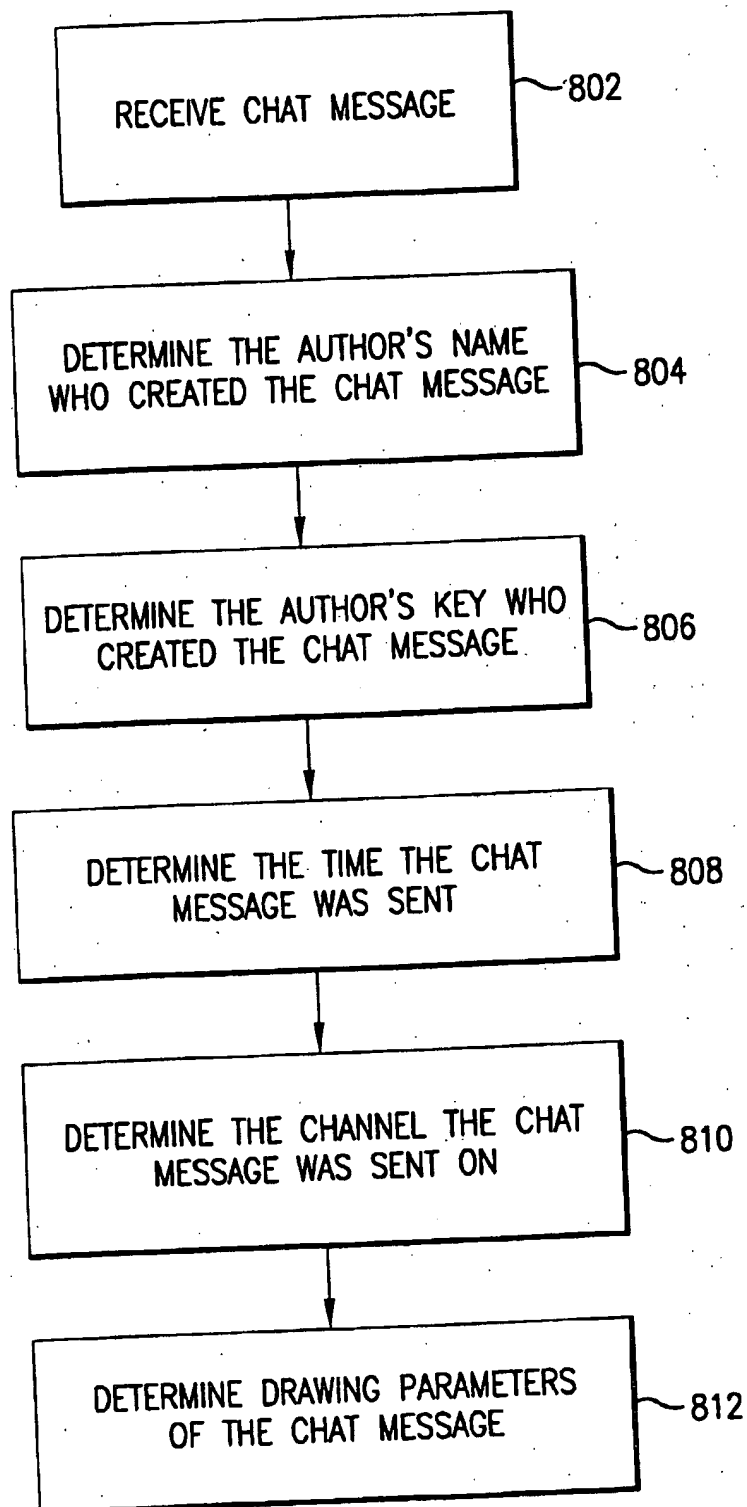 RECEIVE CHAT MESSAGE
802
DETERMINE THE AUTHOR'S NAME
WHO CREATED THE CHAT MESSAGE
804
DETERMINE THE AUTHOR'S KEY WHO
CREATED THE CHAT MESSAGE
806
DETERMINE THE TIME THE CHAT
MESSAGE WAS SENT
808
DETERMINE THE CHANNEL THE CHAT
MESSAGE WAS SENT ON
810
DETERMINE DRAWING PARAMETERS
OF THE CHAT MESSAGE
812